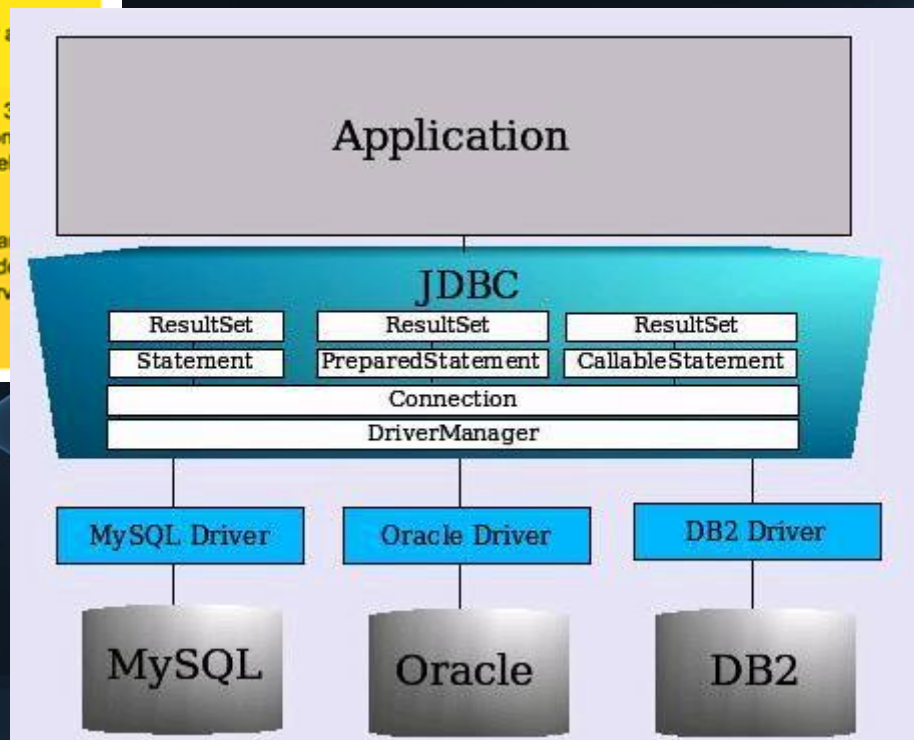 Application
JDBC
ResultSet ResultSet ResultSet
Statement PreparedStatement CallableStatement
Connection
DriverManager
MySQL Driver Oracle Driver DB2 Driver
MySQL Oracle DB2